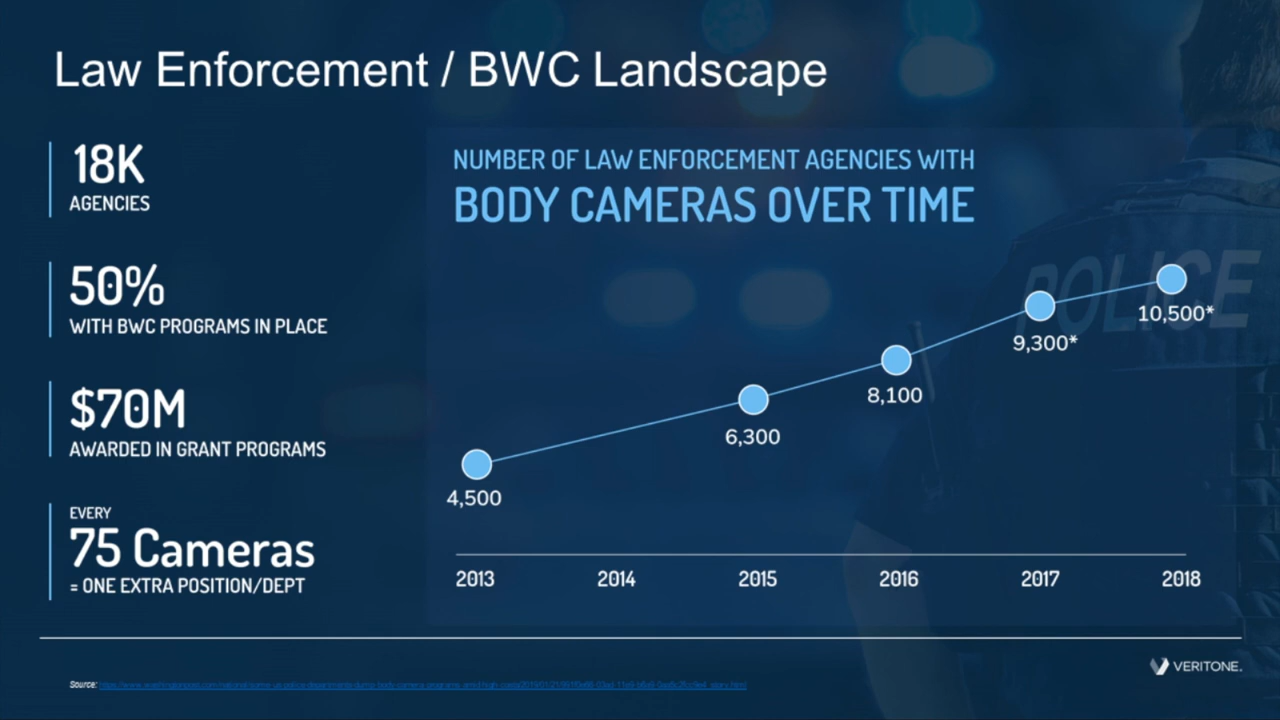 Law Enforcement / BWC Landscape
18K
AGENCIES
50%
WITH BWC PROGRAMS IN PLACE
$70M
AWARDED IN GRANT PROGRAMS
EVERY
75 Cameras
= ONE EXTRA POSITION/DEPT
NUMBER OF LAW ENFORCEMENT AGENCIES WITH
BODY CAMERAS OVER TIME
POLICE
10,500*
9,300*
8,100
6,300
4,500
2013 2014 2015 2016 2017 2018
Source:
VERITONE